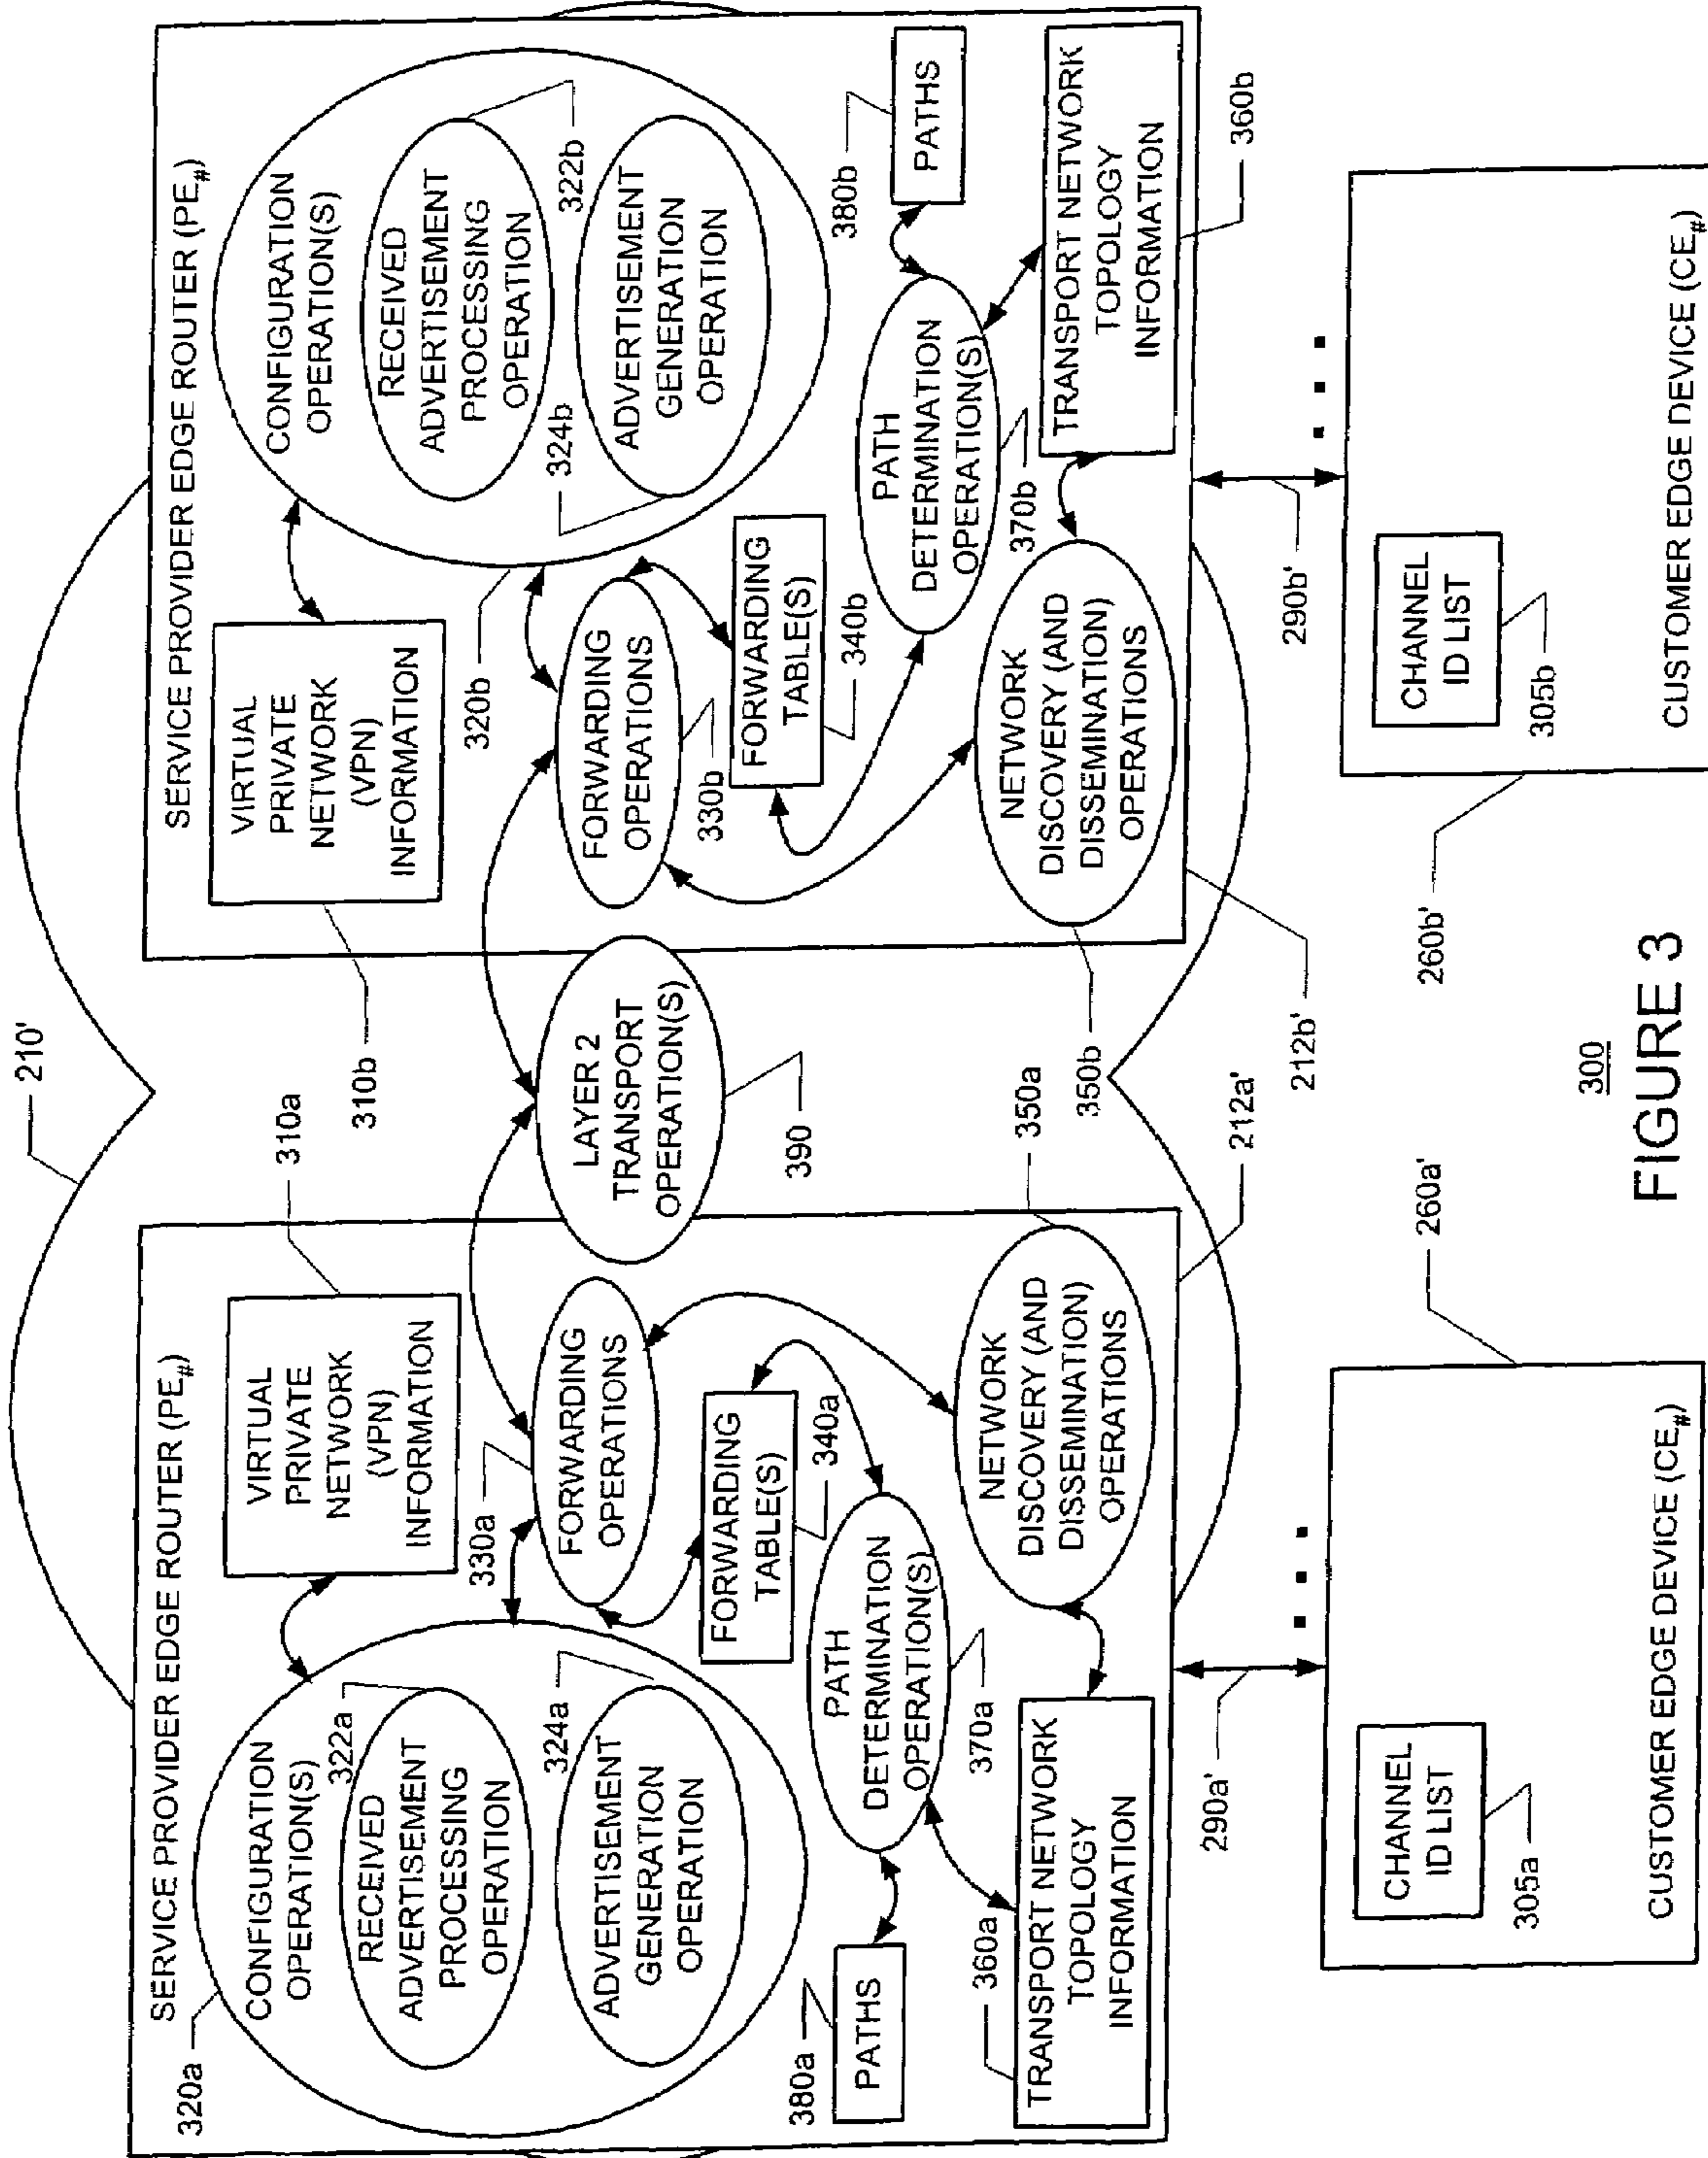 210'
SERVICE PROVIDER EDGE ROUTER (PE#)
320a
CONFIGURATION
OPERATION(S)
322a
RECEIVED
ADVERTISEMENT
PROCESSING
OPERATION
324a
ADVERTISEMENT
GENERATION
OPERATION
310a
VIRTUAL
PRIVATE
NETWORK
(VPN)
INFORMATION
330a
FORWARDING
OPERATIONS
FORWARDING
TABLE(S)
340a
380a
PATHS
PATH
DETERMINATION
OPERATION(S)
370a
360a
TRANSPORT NETWORK
TOPOLOGY
INFORMATION
350a
NETWORK
DISCOVERY (AND
DISSEMINATION)
OPERATIONS
212a'
LAYER 2
TRANSPORT
OPERATION(S)
390
SERVICE PROVIDER EDGE ROUTER (PE#)
310b
VIRTUAL
PRIVATE
NETWORK
(VPN)
INFORMATION
320b
CONFIGURATION
OPERATION(S)
RECEIVED
ADVERTISEMENT
PROCESSING
OPERATION
322b
324b
ADVERTISEMENT
GENERATION
OPERATION
FORWARDING
OPERATIONS
330b
FORWARDING
TABLE(S)
340b
380b
PATHS
PATH
DETERMINATION
OPERATION(S)
370b
TRANSPORT NETWORK
TOPOLOGY
INFORMATION
360b
NETWORK
DISCOVERY (AND
DISSEMINATION)
OPERATIONS
350b
212b'
290a'
260a'
CHANNEL
ID LIST
305a
CUSTOMER EDGE DEVICE (CE#)
290b'
260b'
CHANNEL
ID LIST
305b
CUSTOMER EDGE DEVICE (CE#)
300
FIGURE 3